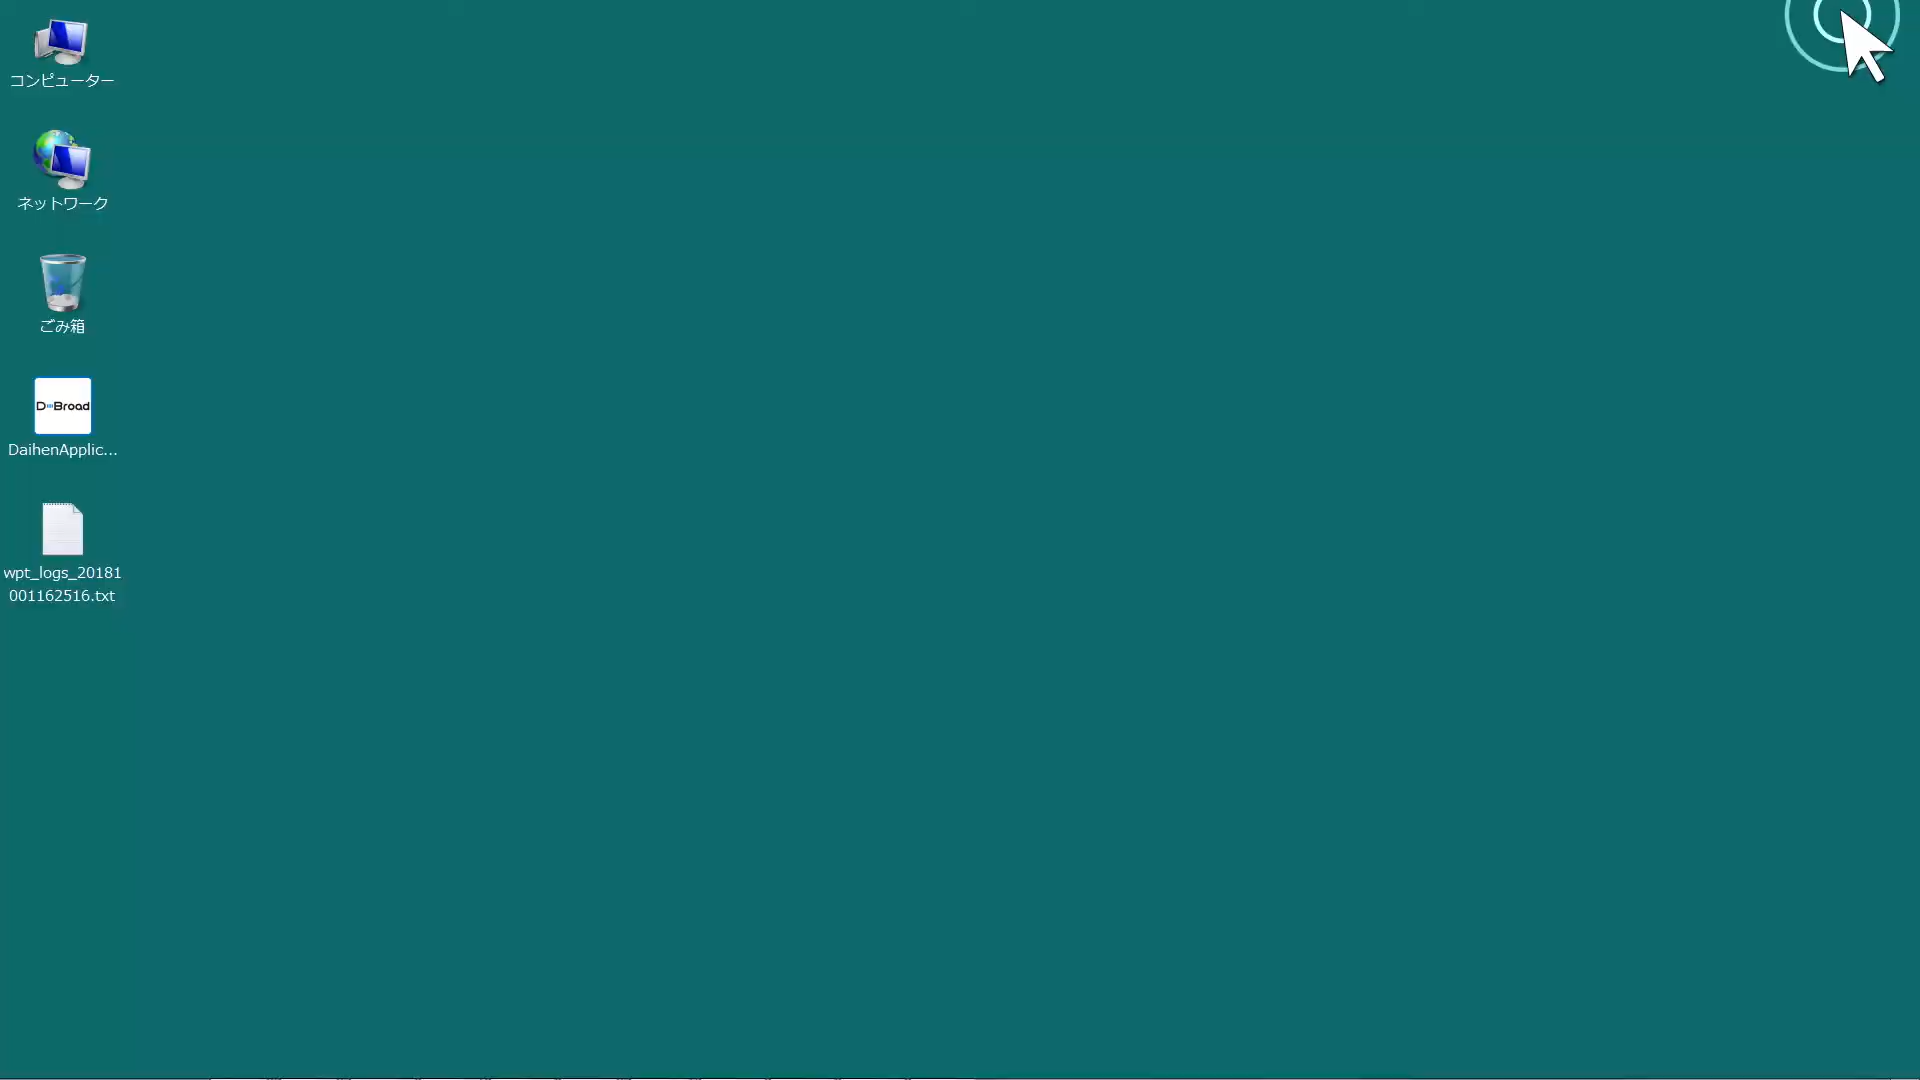 コンピューター
ネットワーク
ごみ箱
D-Broad
DaihenApplic...
wpt_logs_20181
001162516.txt